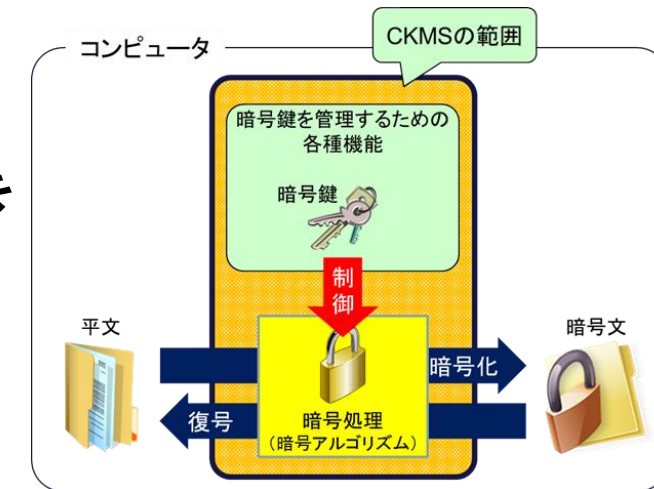 コンピュータ
CKMSの範囲
暗号鍵を管理するための
各種機能
暗号鍵
を
制
御
平文
暗号文
暗号化
復号
暗号処理
(暗号アルゴリズム)